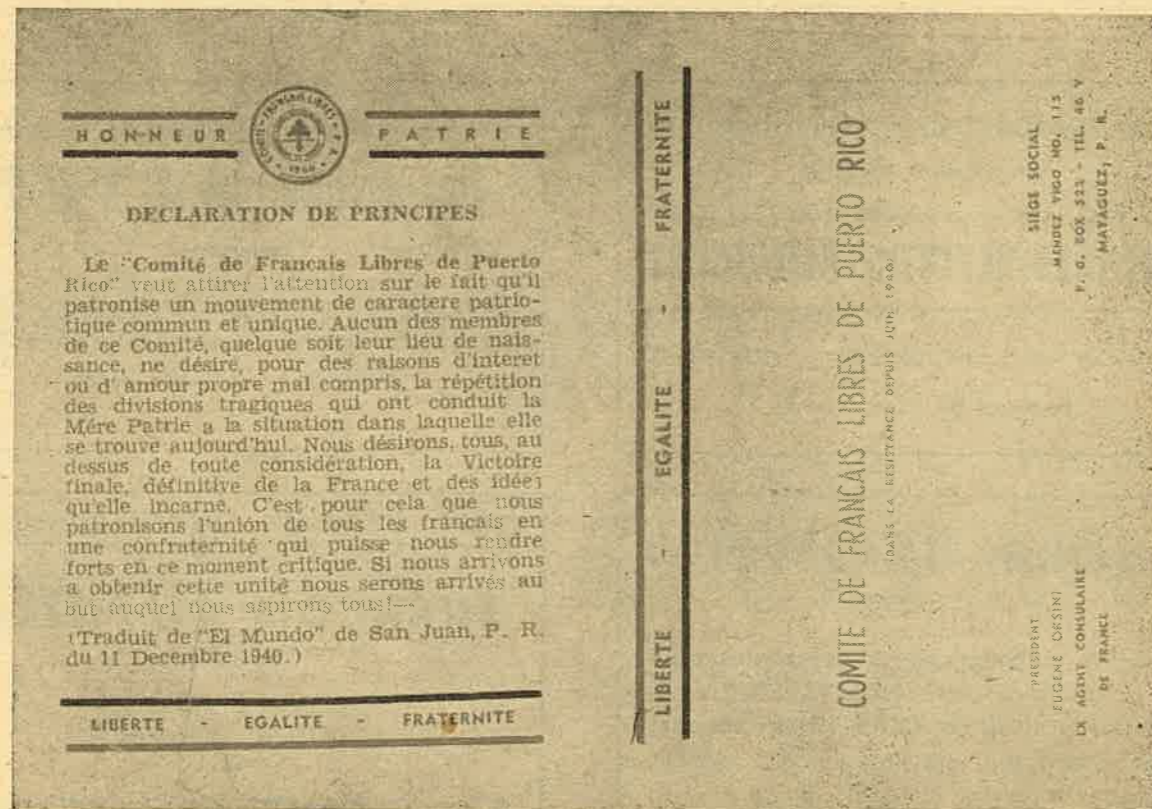 HONNEUR PATRIE
COMITE FRANCAIS LIBRES P. R.
1940
DECLARATION DE PRINCIPES
Le "Comité de Francais Libres de Puerto
Rico" veut attirer l'attention sur le fait qu'il
patronise un mouvement de caractere patrio-
tique commun et unique. Aucun des membres
de ce Comité, quelque soit leur lieu de nais-
sance, ne désire, pour des raisons d'interet
ou d' amour propre mal compris, la répétition
des divisions tragiques qui ont conduit la
Mére Patrie a la situation dans laquelle elle
se trouve aujourd'hui. Nous désirons, tous, au
dessus de toute considération, la Victoire
finale, définitive de la France et des idées
qu'elle incarne. C'est pour cela que nous
patronisons l'unión de tous les francais en
une confraternité qui puisse nous rendre
forts en ce moment critique. Si nous arrivons
a obtenir cette unité nous serons arrivés au
but auquel nous aspirons tous!—
(Traduit de "El Mundo" de San Juan, P. R.
du 11 Decembre 1940.)
LIBERTE - EGALITE - FRATERNITE
LIBERTE - EGALITE - FRATERNITE
COMITE DE FRANCAIS LIBRES DE PUERTO RICO
(DANS LA RESISTANCE DEPUIS JUIN 1940)
PRESIDENT
EUGENE ORSINI
EX AGENT CONSULAIRE
DE FRANCE
SIEGE SOCIAL
MENDEZ VIGO NO. 115
P. O. BOX 522 - TEL. 46 Y
MAYAGUEZ, P. R.